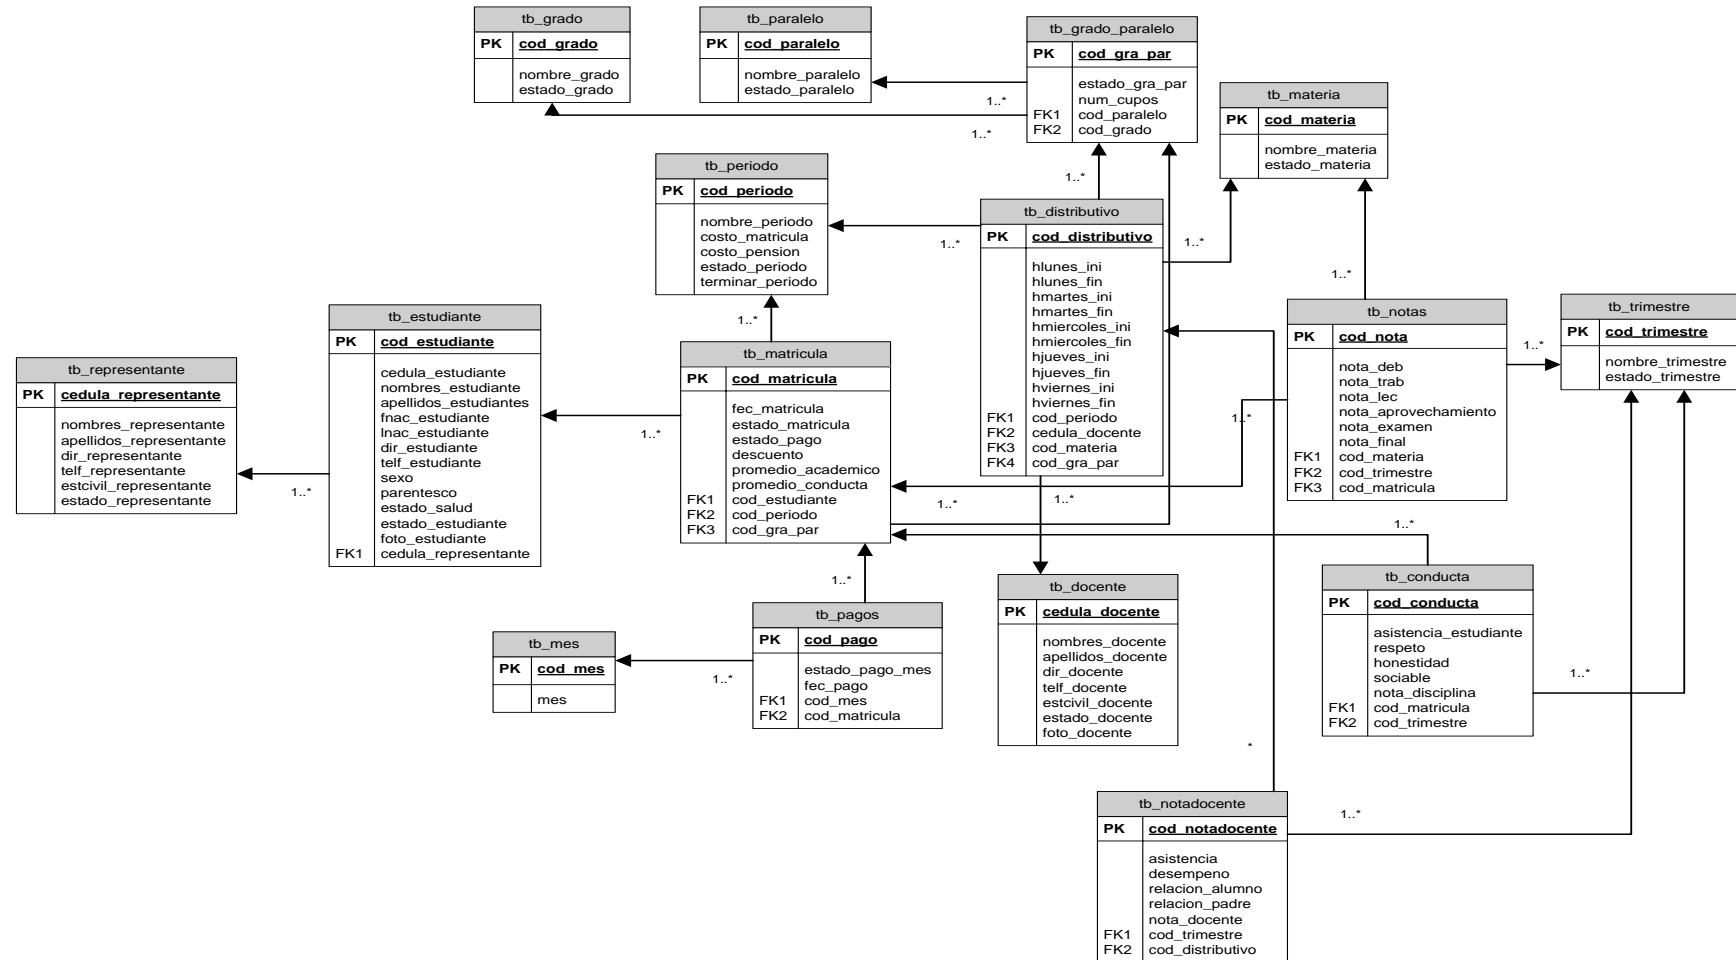 tb_grado
PK cod_grado
nombre_grado
estado_grado
tb_paralelo
PK cod_paralelo
nombre_paralelo
estado_paralelo
tb_grado_paralelo
PK cod_gra_par
estado_gra_par
num_cupos
FK1 cod_paralelo
FK2 cod_grado
1..*
1..*
tb_materia
PK cod_materia
nombre_materia
estado_materia
tb_periodo
PK cod_periodo
nombre_periodo
costo_matricula
costo_pension
estado_periodo
terminar_periodo
1..*
tb_distributivo
PK cod_distributivo
hlunes_ini
hlunes_fin
hmartes_ini
hmartes_fin
hmiercoles_ini
hmiercoles_fin
hjueves_ini
hjueves_fin
hviernes_ini
hviernes_fin
FK1 cod_periodo
FK2 cedula_docente
FK3 cod_materia
FK4 cod_gra_par
1..*
1..*
1..*
tb_notas
PK cod_nota
nota_deb
nota_trab
nota_lec
nota_aprovechamiento
nota_examen
nota_final
FK1 cod_materia
FK2 cod_trimestre
FK3 cod_matricula
1..*
tb_trimestre
PK cod_trimestre
nombre_trimestre
estado_trimestre
tb_estudiante
PK cod_estudiante
cedula_estudiante
nombres_estudiante
apellidos_estudiantes
fnac_estudiante
lnac_estudiante
dir_estudiante
telf_estudiante
sexo
parentesco
estado_salud
estado_estudiante
foto_estudiante
FK1 cedula_representante
1..*
tb_matricula
PK cod_matricula
fec_matricula
estado_matricula
estado_pago
descuento
promedio_academico
promedio_conducta
FK1 cod_estudiante
FK2 cod_periodo
FK3 cod_gra_par
tb_representante
PK cedula_representante
nombres_representante
apellidos_representante
dir_representante
telf_representante
estcivil_representante
estado_representante
1..*
1..*
1..*
1..*
1..*
1..*
tb_docente
PK cedula_docente
nombres_docente
apellidos_docente
dir_docente
telf_docente
estcivil_docente
estado_docente
foto_docente
tb_conducta
PK cod_conducta
asistencia_estudiante
respeto
honestidad
sociable
nota_disciplina
FK1 cod_matricula
FK2 cod_trimestre
1..*
1..*
tb_pagos
PK cod_pago
estado_pago_mes
fec_pago
FK1 cod_mes
FK2 cod_matricula
tb_mes
PK cod_mes
mes
1..*
*
tb_notadocente
PK cod_notadocente
asistencia
desempeno
relacion_alumno
relacion_padre
nota_docente
FK1 cod_trimestre
FK2 cod_distributivo
1..*